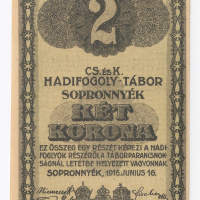 2
CS. és K.
HADIFOGOLY-TÁBOR
SOPRONNYÉK
KÉT
KORONA
EZ ÖSSZEG EGY RÉSZÉT KÉPEZI A HADI-
FOGLYOK RÉSZÉRŐL A TÁBORPARANCSNOK-
SÁGNÁL LETÉTBE HELYEZETT VAGYONNAK
SOPRONNYÉK, 1916. JUNIUS 16.